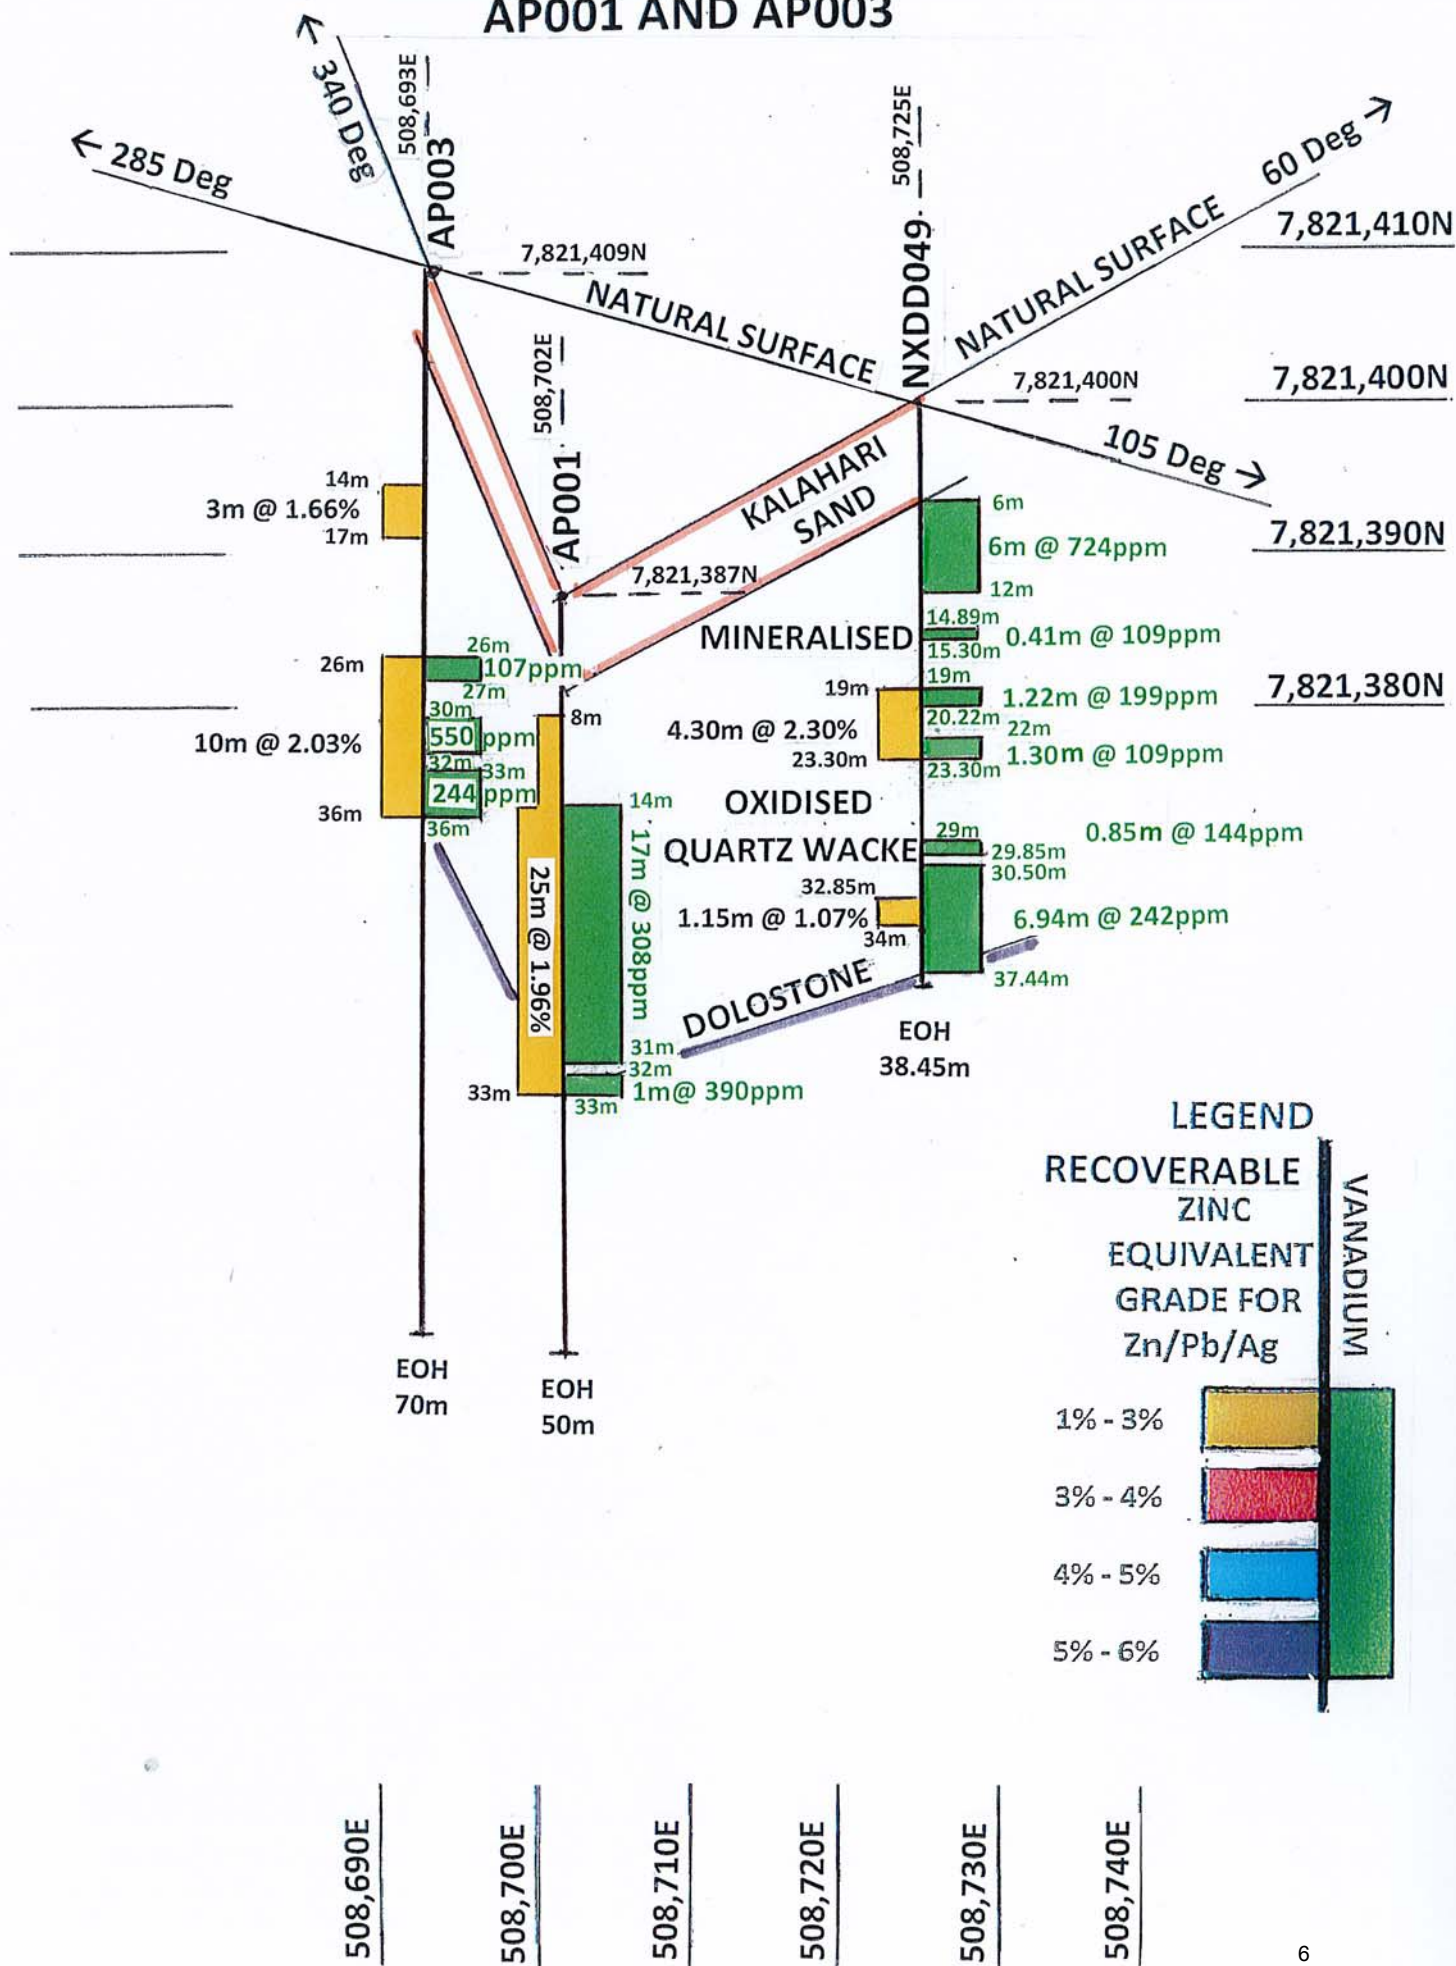 AP001 AND AP003
← 340 Deg
508,693E
AP003
← 285 Deg
508,725E
NXDD049
60 Deg →
7,821,410N
7,821,409N
NATURAL SURFACE
NATURAL SURFACE
508,702E
AP001
7,821,400N
7,821,400N
105 Deg →
KALAHARI
SAND
14m
3m @ 1.66%
17m
6m
6m @ 724ppm
12m
7,821,390N
7,821,387N
MINERALISED
14.89m
0.41m @ 109ppm
15.30m
26m
26m
107ppm
27m
30m
550 ppm
32m
33m
244 ppm
36m
10m @ 2.03%
36m
8m
19m
4.30m @ 2.30%
23.30m
19m
1.22m @ 199ppm
20.22m
22m
1.30m @ 109ppm
23.30m
7,821,380N
OXIDISED
QUARTZ WACKE
14m
17m @ 308ppm
25m @ 1.96%
31m
32m
33m
33m
1m@ 390ppm
29m
0.85m @ 144ppm
29.85m
30.50m
32.85m
1.15m @ 1.07%
34m
6.94m @ 242ppm
37.44m
DOLOSTONE
EOH
38.45m
EOH
70m
EOH
50m
LEGEND
RECOVERABLE
ZINC
EQUIVALENT
GRADE FOR
Zn/Pb/Ag
VANADIUM
1% - 3%
3% - 4%
4% - 5%
5% - 6%
508,690E
508,700E
508,710E
508,720E
508,730E
508,740E
6